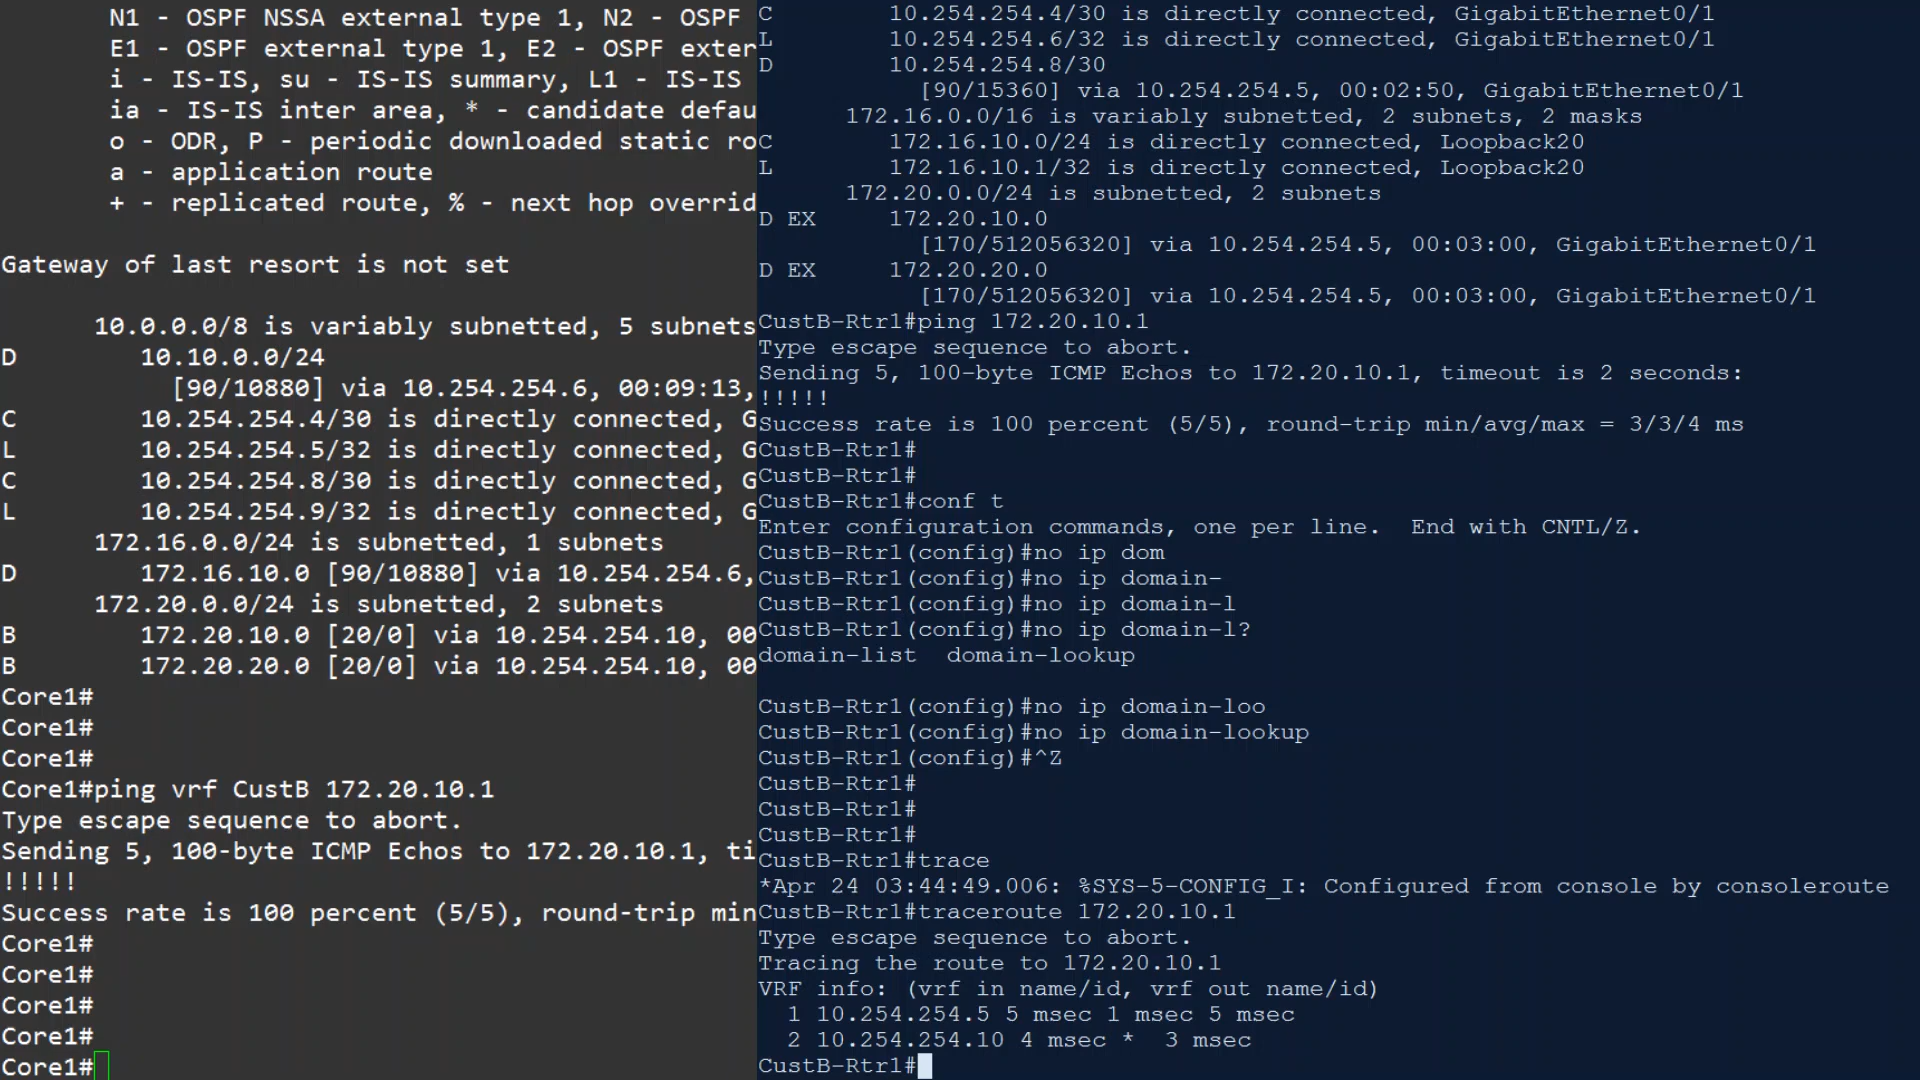 N1 - OSPF NSSA external type 1, N2 - OSPF
E1 - OSPF external type 1, E2 - OSPF exter
i - IS-IS, su - IS-IS summary, L1 - IS-IS
ia - IS-IS inter area, * - candidate defau
o - ODR, P - periodic downloaded static ro
a - application route
+ - replicated route, % - next hop overrid
Gateway of last resort is not set
10.0.0.0/8 is variably subnetted, 5 subnets
D 10.10.0.0/24
[90/10880] via 10.254.254.6, 00:09:13,
C 10.254.254.4/30 is directly connected, G
L 10.254.254.5/32 is directly connected, G
C 10.254.254.8/30 is directly connected, G
L 10.254.254.9/32 is directly connected, G
172.16.0.0/24 is subnetted, 1 subnets
D 172.16.10.0 [90/10880] via 10.254.254.6,
172.20.0.0/24 is subnetted, 2 subnets
B 172.20.10.0 [20/0] via 10.254.254.10, 00
B 172.20.20.0 [20/0] via 10.254.254.10, 00
Core1#
Core1#
Core1#
Core1#ping vrf CustB 172.20.10.1
Type escape sequence to abort.
Sending 5, 100-byte ICMP Echos to 172.20.10.1, ti
!!!!!
Success rate is 100 percent (5/5), round-trip min
Core1#
Core1#
Core1#
Core1#
Core1#
C 10.254.254.4/30 is directly connected, GigabitEthernet0/1
L 10.254.254.6/32 is directly connected, GigabitEthernet0/1
D 10.254.254.8/30
[90/15360] via 10.254.254.5, 00:02:50, GigabitEthernet0/1
172.16.0.0/16 is variably subnetted, 2 subnets, 2 masks
C 172.16.10.0/24 is directly connected, Loopback20
L 172.16.10.1/32 is directly connected, Loopback20
172.20.0.0/24 is subnetted, 2 subnets
D EX 172.20.10.0
[170/512056320] via 10.254.254.5, 00:03:00, GigabitEthernet0/1
D EX 172.20.20.0
[170/512056320] via 10.254.254.5, 00:03:00, GigabitEthernet0/1
CustB-Rtr1#ping 172.20.10.1
Type escape sequence to abort.
Sending 5, 100-byte ICMP Echos to 172.20.10.1, timeout is 2 seconds:
!!!!!
Success rate is 100 percent (5/5), round-trip min/avg/max = 3/3/4 ms
CustB-Rtr1#
CustB-Rtr1#
CustB-Rtr1#conf t
Enter configuration commands, one per line. End with CNTL/Z.
CustB-Rtr1(config)#no ip dom
CustB-Rtr1(config)#no ip domain-
CustB-Rtr1(config)#no ip domain-l
CustB-Rtr1(config)#no ip domain-l?
domain-list domain-lookup
CustB-Rtr1(config)#no ip domain-loo
CustB-Rtr1(config)#no ip domain-lookup
CustB-Rtr1(config)#^Z
CustB-Rtr1#
CustB-Rtr1#
CustB-Rtr1#
CustB-Rtr1#trace
*Apr 24 03:44:49.006: %SYS-5-CONFIG_I: Configured from console by consoleroute
CustB-Rtr1#traceroute 172.20.10.1
Type escape sequence to abort.
Tracing the route to 172.20.10.1
VRF info: (vrf in name/id, vrf out name/id)
1 10.254.254.5 5 msec 1 msec 5 msec
2 10.254.254.10 4 msec * 3 msec
CustB-Rtr1#